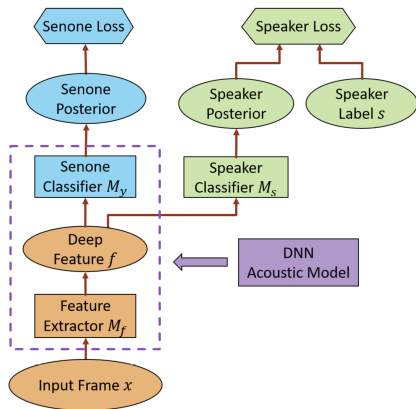 Senone Loss
Speaker Loss
Senone
Posterior
Speaker
Posterior
Speaker
Label s
Senone
Classifier M_y
Speaker
Classifier M_s
Deep
Feature f
DNN
Acoustic Model
Feature
Extractor M_f
Input Frame x